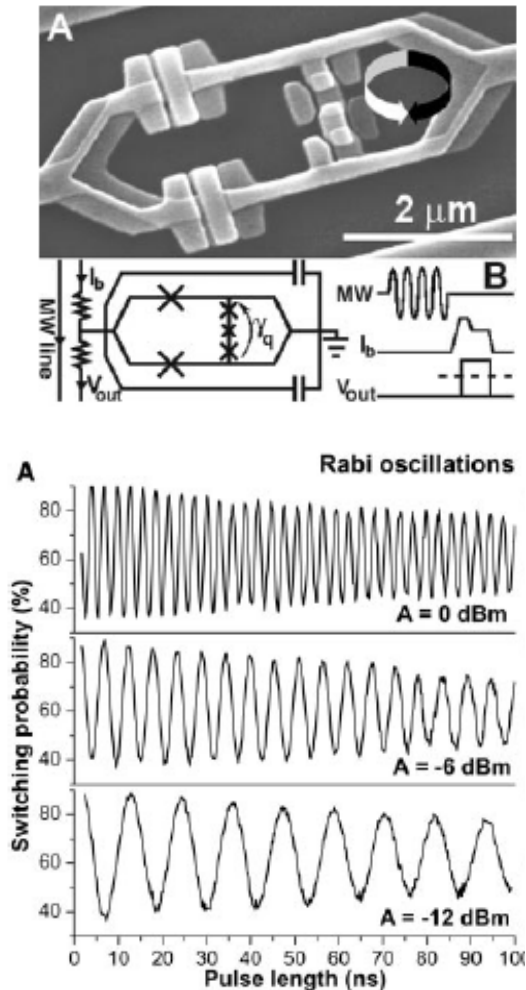 A
2 μm
B
MW line
I_b
V_out
γ_q
MW
I_b
V_out
A
Rabi oscillations
Switching probability (%)
80
60
40
A = 0 dBm
80
60
40
A = -6 dBm
80
60
40
A = -12 dBm
0 10 20 30 40 50 60 70 80 90 100
Pulse length (ns)